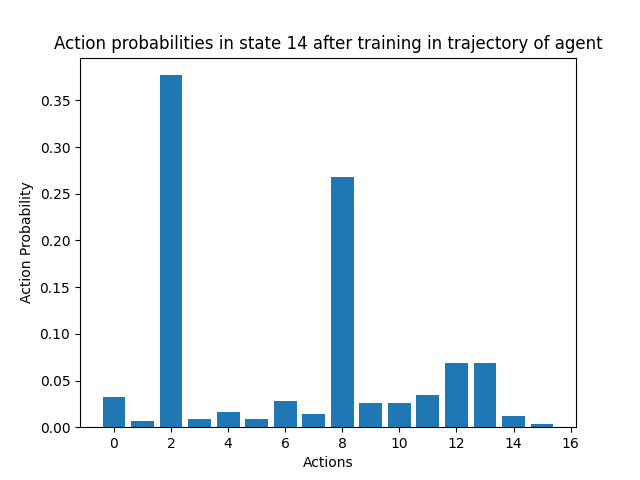 Action probabilities in state 14 after training in trajectory of agent
Action Probability
0.35
0.30
0.25
0.20
0.15
0.10
0.05
0.00
0 2 4 6 8 10 12 14 16
Actions